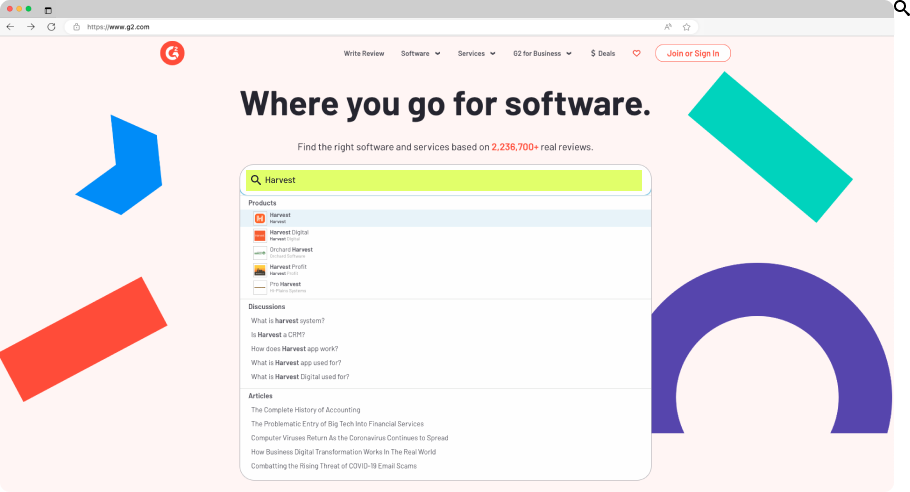 https://www.g2.com
Write Review Software Services G2 for Business $ Deals Join or Sign In
Where you go for software.
Find the right software and services based on 2,236,700+ real reviews.
Harvest
Products
Harvest
Harvest
Harvest Digital
Harvest Digital
Orchard Harvest
Orchard Software
Harvest Profit
Harvest Profit
Pro Harvest
Hi-Plains Systems
Discussions
What is harvest system?
Is Harvest a CRM?
How does Harvest app work?
What is Harvest app used for?
What is Harvest Digital used for?
Articles
The Complete History of Accounting
The Problematic Entry of Big Tech Into Financial Services
Computer Viruses Return As the Coronavirus Continues to Spread
How Business Digital Transformation Works In The Real World
Combatting the Rising Threat of COVID-19 Email Scams